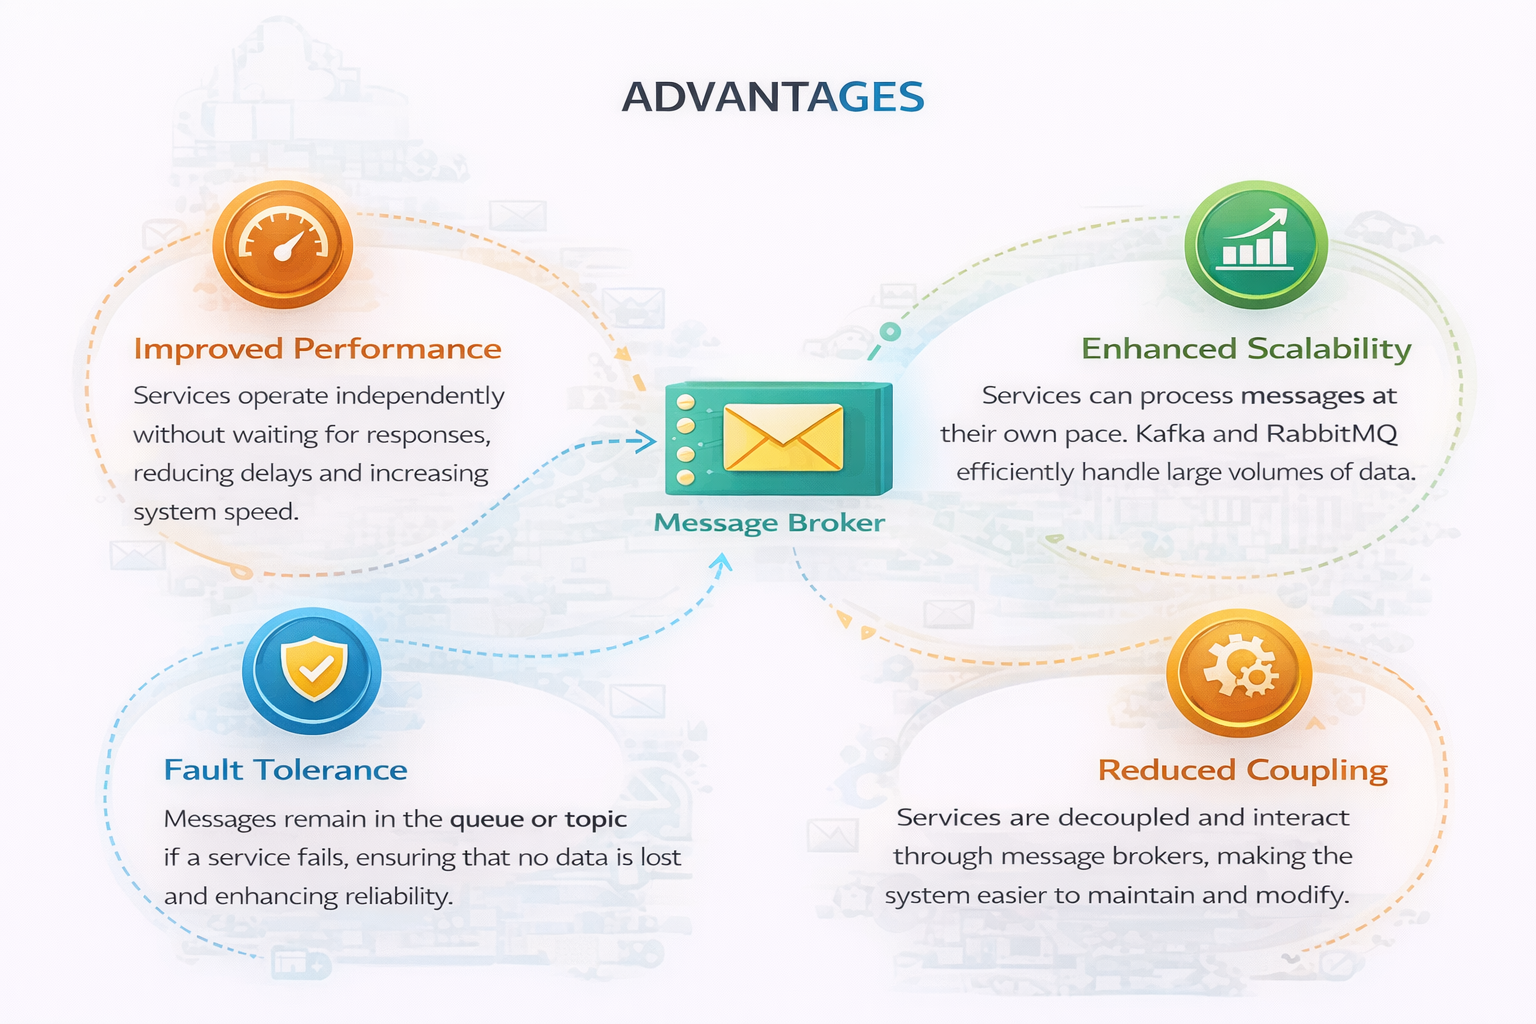 ADVANTAGES
Improved Performance
Services operate independently
without waiting for responses,
reducing delays and increasing
system speed.
Enhanced Scalability
Services can process messages at
their own pace. Kafka and RabbitMQ
efficiently handle large volumes of data.
Message Broker
Fault Tolerance
Messages remain in the queue or topic
if a service fails, ensuring that no data is lost
and enhancing reliability.
Reduced Coupling
Services are decoupled and interact
through message brokers, making the
system easier to maintain and modify.